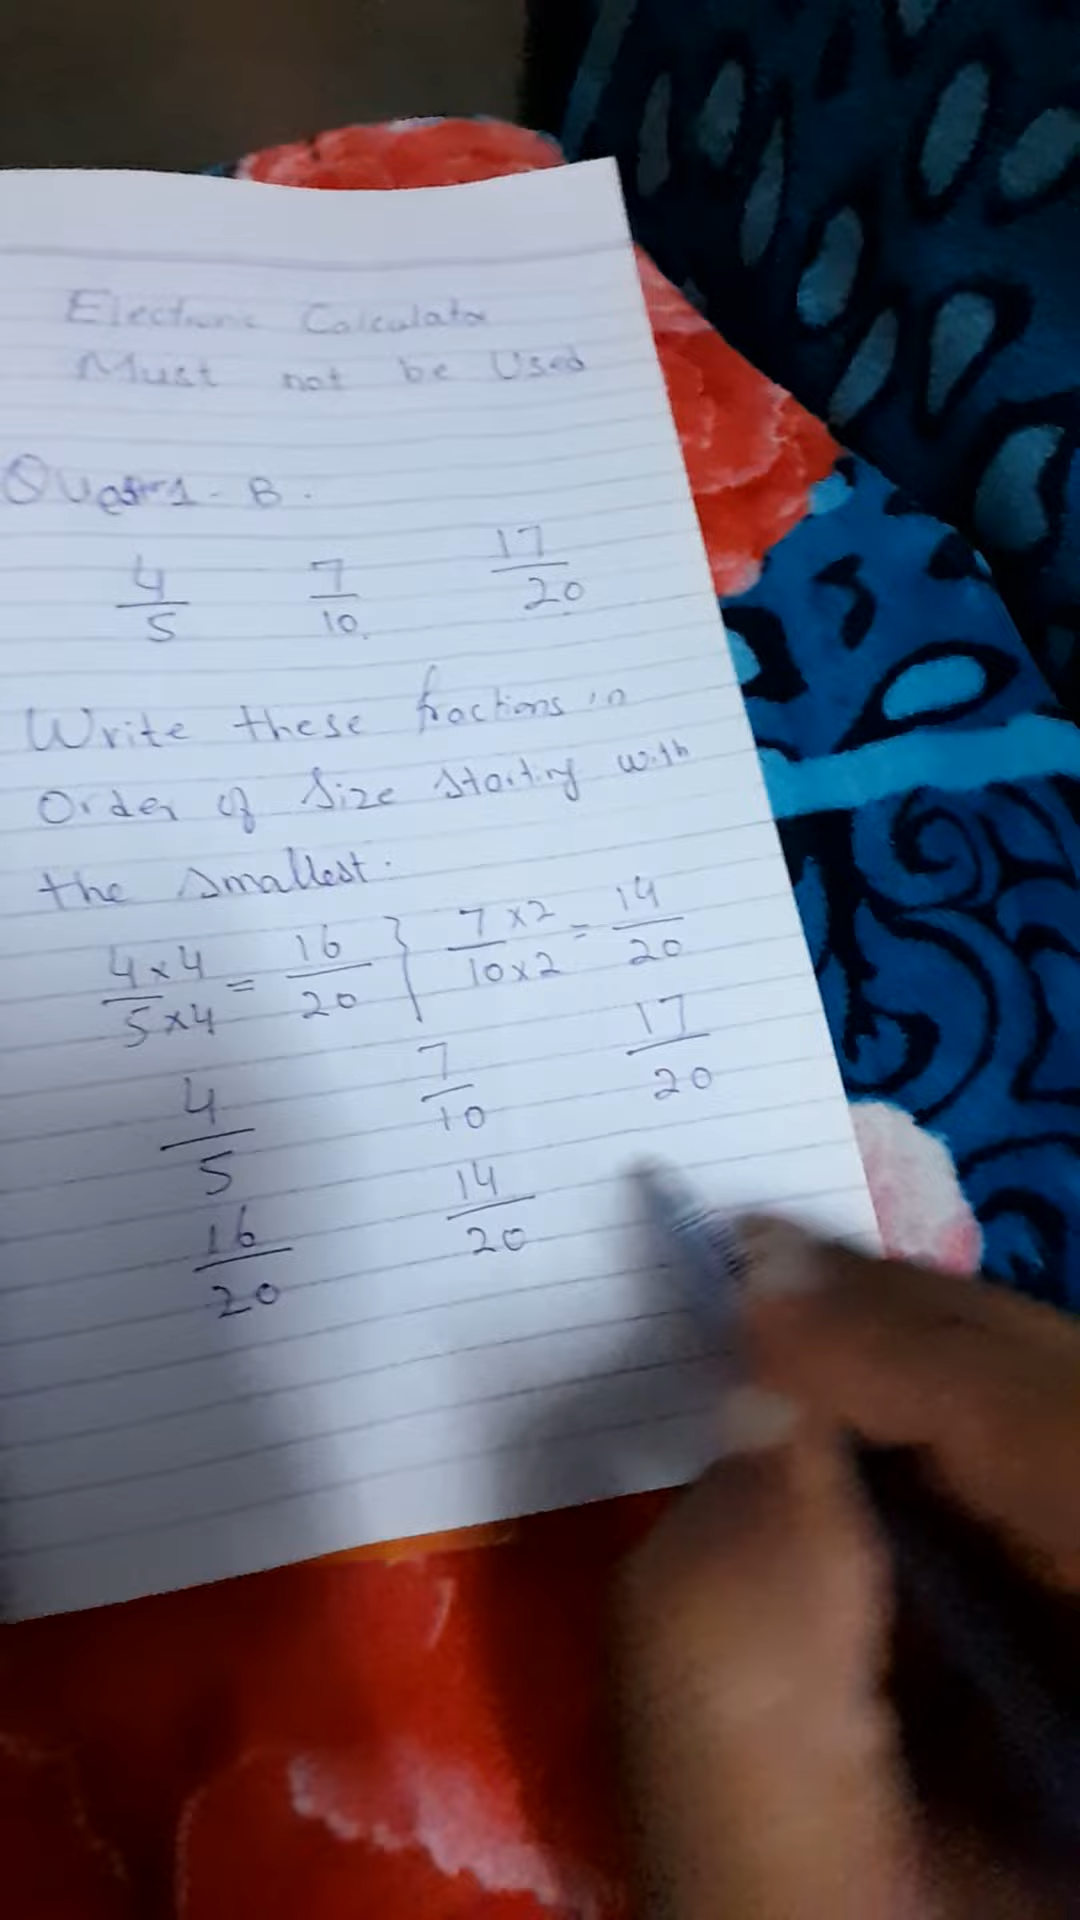 Electronic Calculator
Must not be Used
Ques-1 - B.
4/5 7/10 17/20
Write these fractions in
Order of Size starting with
the Smallest.
4×4/5×4 = 16/20 } 7×2/10×2 = 14/20
4/5 7/10 17/20
16/20 14/20